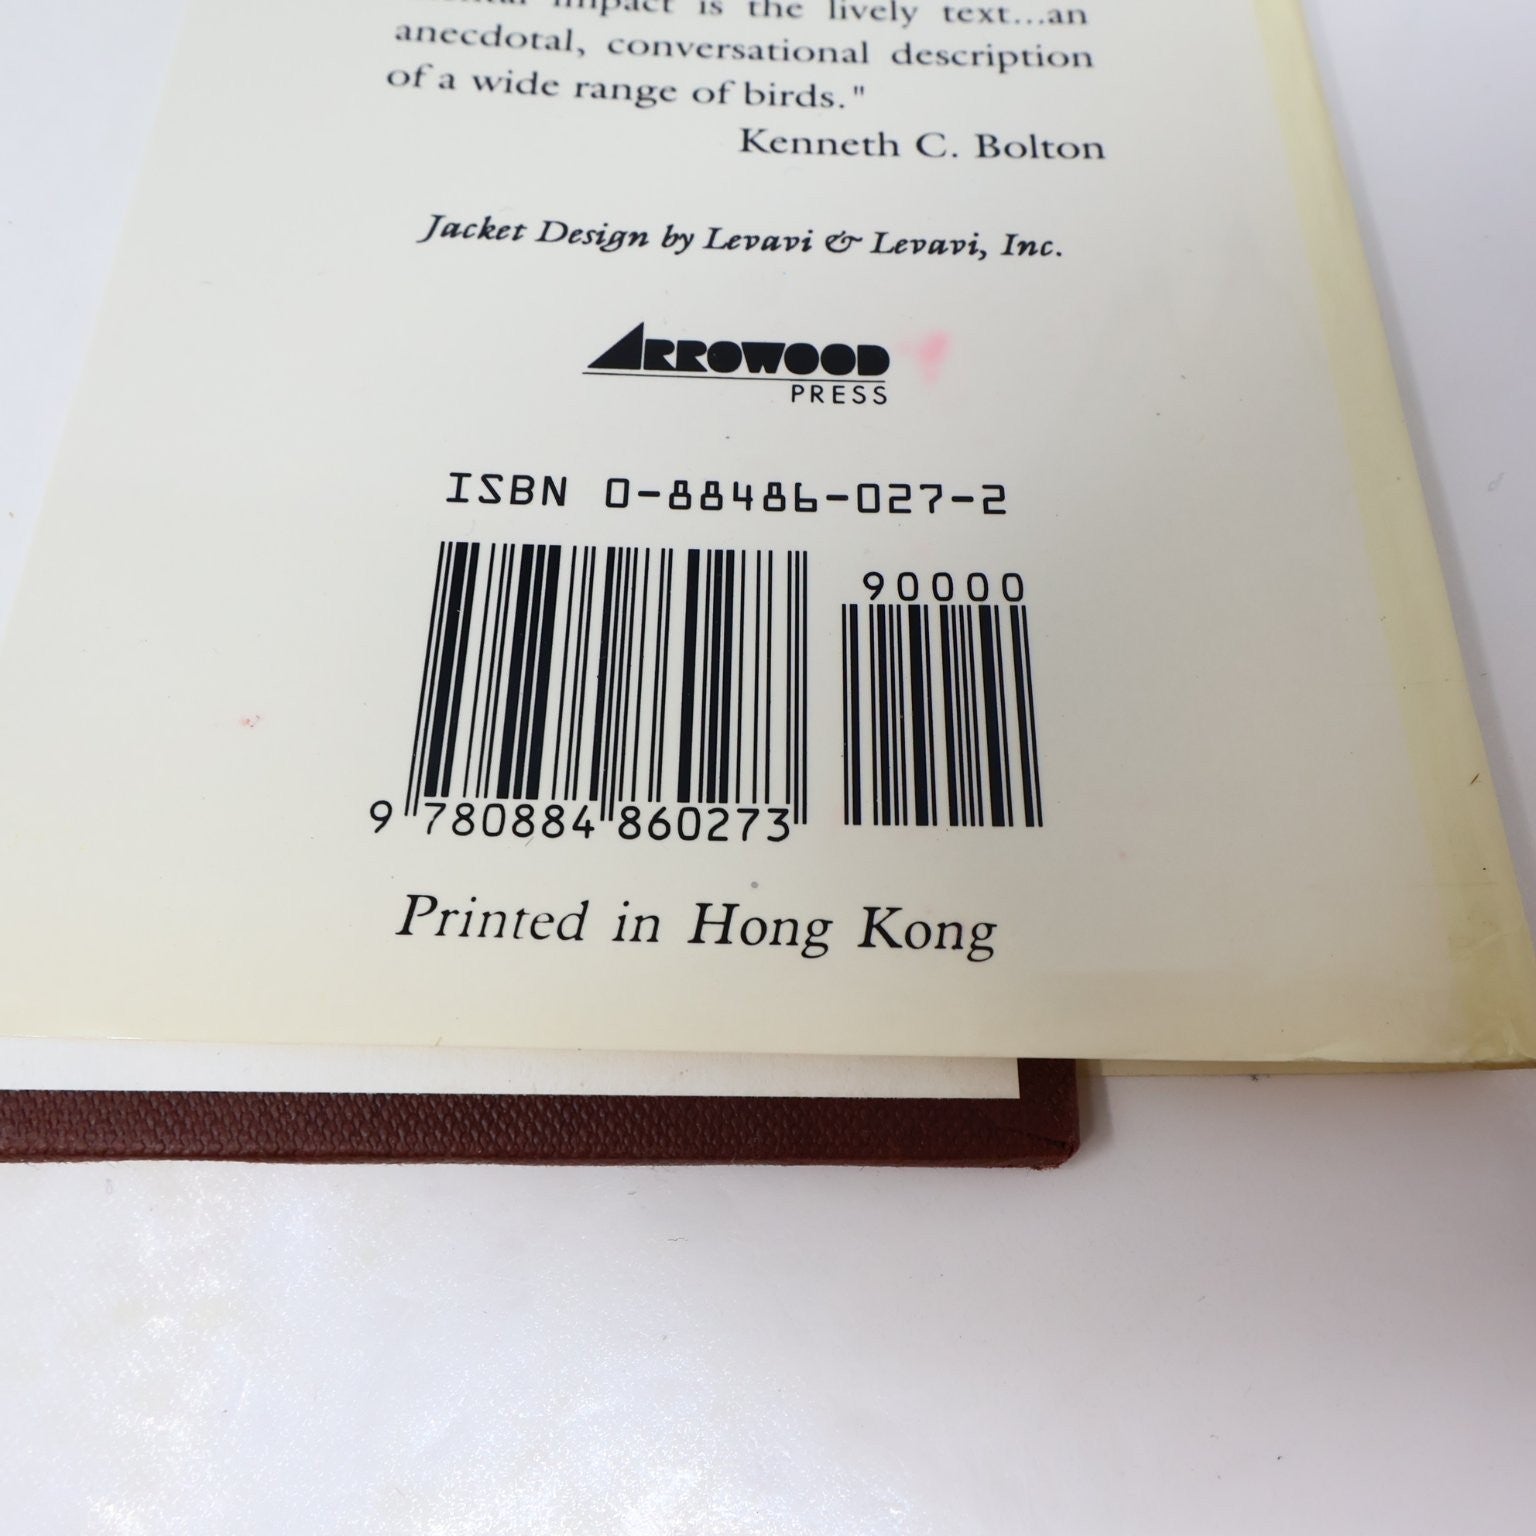 impact is the lively text...an
anecdotal, conversational description
of a wide range of birds."
Kenneth C. Bolton
Jacket Design by Levavi & Levavi, Inc.
ARROWOOD
PRESS
ISBN 0-88486-027-2
90000
9 780884 860273
Printed in Hong Kong